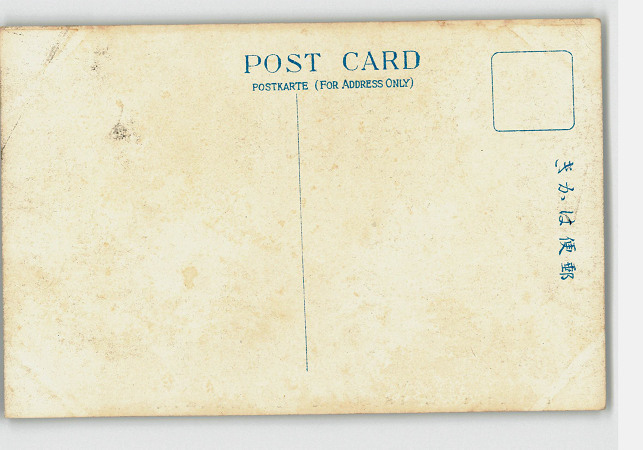 POST CARD
POSTKARTE (FOR ADDRESS ONLY)
郵便はかき